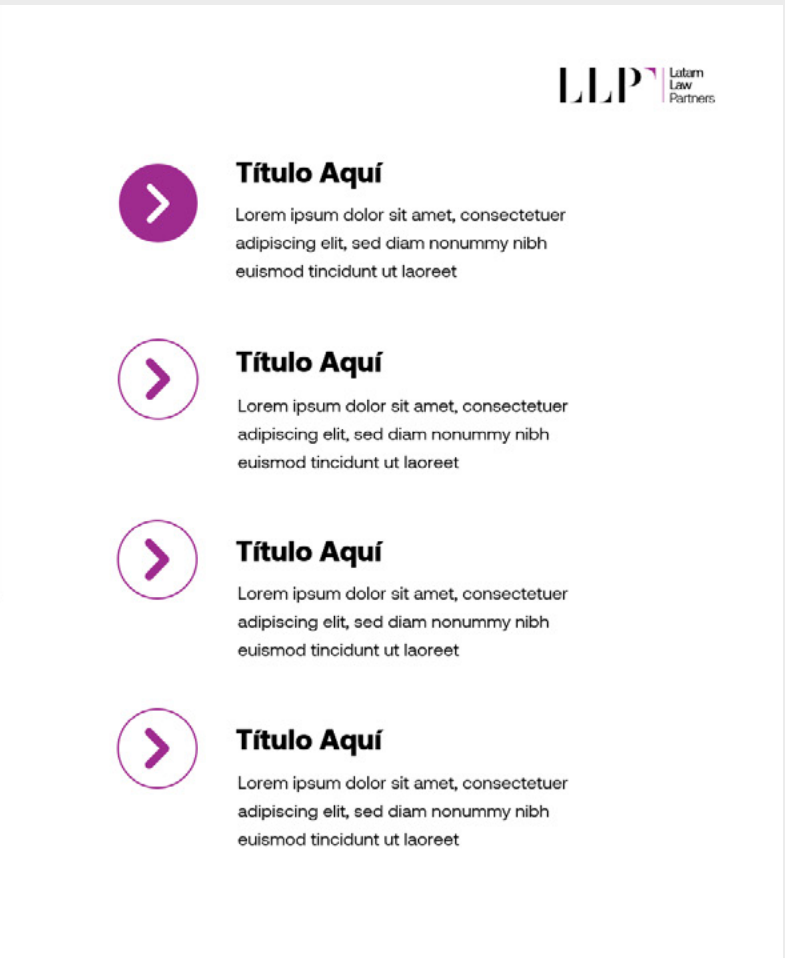 LLP
Latam
Law
Partners
Título Aquí
Lorem ipsum dolor sit amet, consectetuer
adipiscing elit, sed diam nonummy nibh
euismod tincidunt ut laoreet
Título Aquí
Lorem ipsum dolor sit amet, consectetuer
adipiscing elit, sed diam nonummy nibh
euismod tincidunt ut laoreet
Título Aquí
Lorem ipsum dolor sit amet, consectetuer
adipiscing elit, sed diam nonummy nibh
euismod tincidunt ut laoreet
Título Aquí
Lorem ipsum dolor sit amet, consectetuer
adipiscing elit, sed diam nonummy nibh
euismod tincidunt ut laoreet